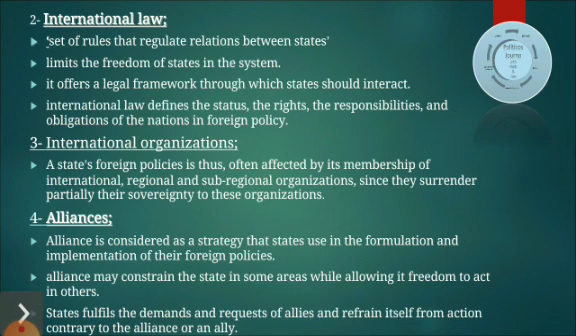 2- International law;
‘set of rules that regulate relations between states’
limits the freedom of states in the system.
it offers a legal framework through which states should interact.
international law defines the status, the rights, the responsibilities, and
obligations of the nations in foreign policy.
3- International organizations;
A state's foreign policies is thus, often affected by its membership of
international, regional and sub-regional organizations, since they surrender
partially their sovereignty to these organizations.
4- Alliances;
Alliance is considered as a strategy that states use in the formulation and
implementation of their foreign policies.
alliance may constrain the state in some areas while allowing it freedom to act
in others.
States fulfils the demands and requests of allies and refrain itself from action
contrary to the alliance or an ally.
Politicos